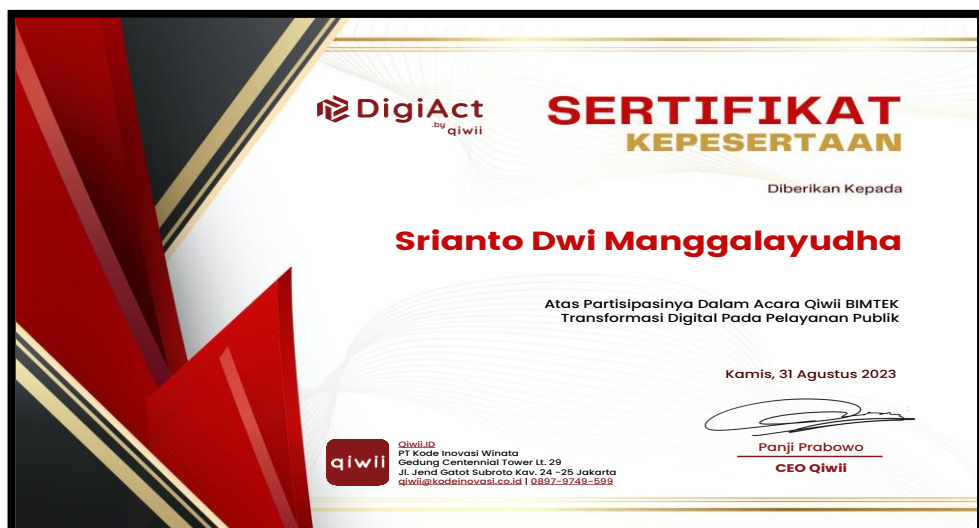 DigiAct
.by qiwii
SERTIFIKAT
KEPESERTAAN
Diberikan Kepada
Srianto Dwi Manggalayudha
Atas Partisipasinya Dalam Acara Qiwii BIMTEK
Transformasi Digital Pada Pelayanan Publik
Kamis, 31 Agustus 2023
Panji Prabowo
CEO Qiwii
qiwii
Qiwii.ID
PT Kode Inovasi Winata
Gedung Centennial Tower Lt. 29
Jl. Jend Gatot Subroto Kav. 24 -25 Jakarta
qiwii@kodeinovasi.co.id | 0897-9749-599